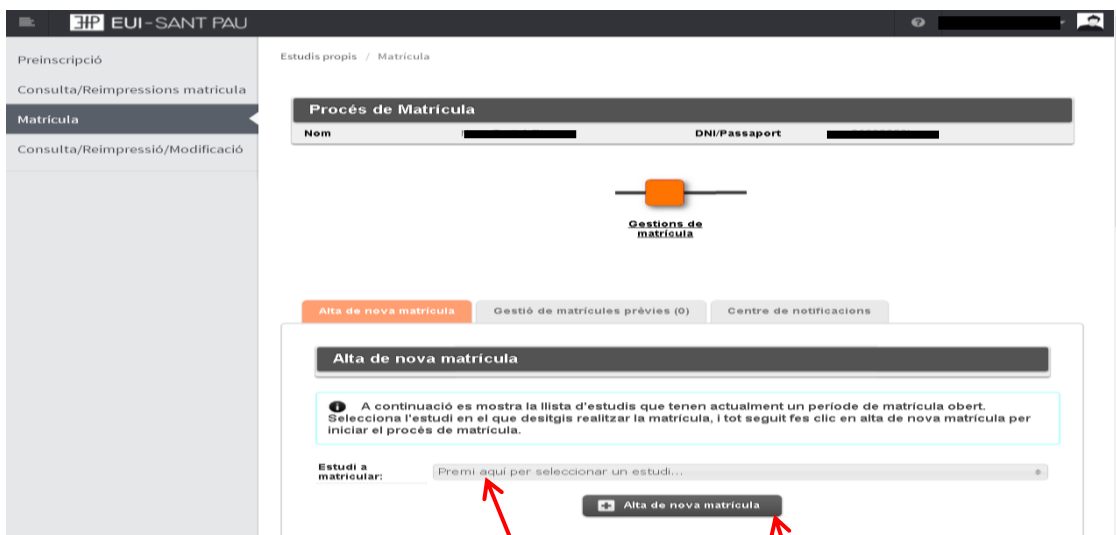 EUI-SANT PAU
Preinscripció
Consulta/Reimpressions matricula
Matrícula
Consulta/Reimpressió/Modificació
Estudis propis / Matrícula
Procés de Matrícula
Nom DNI/Passaport
Gestions de
matrícula
Alta de nova matrícula Gestió de matrícules prèvies (0) Centre de notificacions
Alta de nova matrícula
A continuació es mostra la llista d'estudis que tenen actualment un període de matrícula obert.
Selecciona l'estudi en el que desitgis realitzar la matrícula, i tot seguit fes clic en alta de nova matrícula per
iniciar el procés de matrícula.
Estudi a
matricular:
Premi aquí per seleccionar un estudi...
Alta de nova matrícula